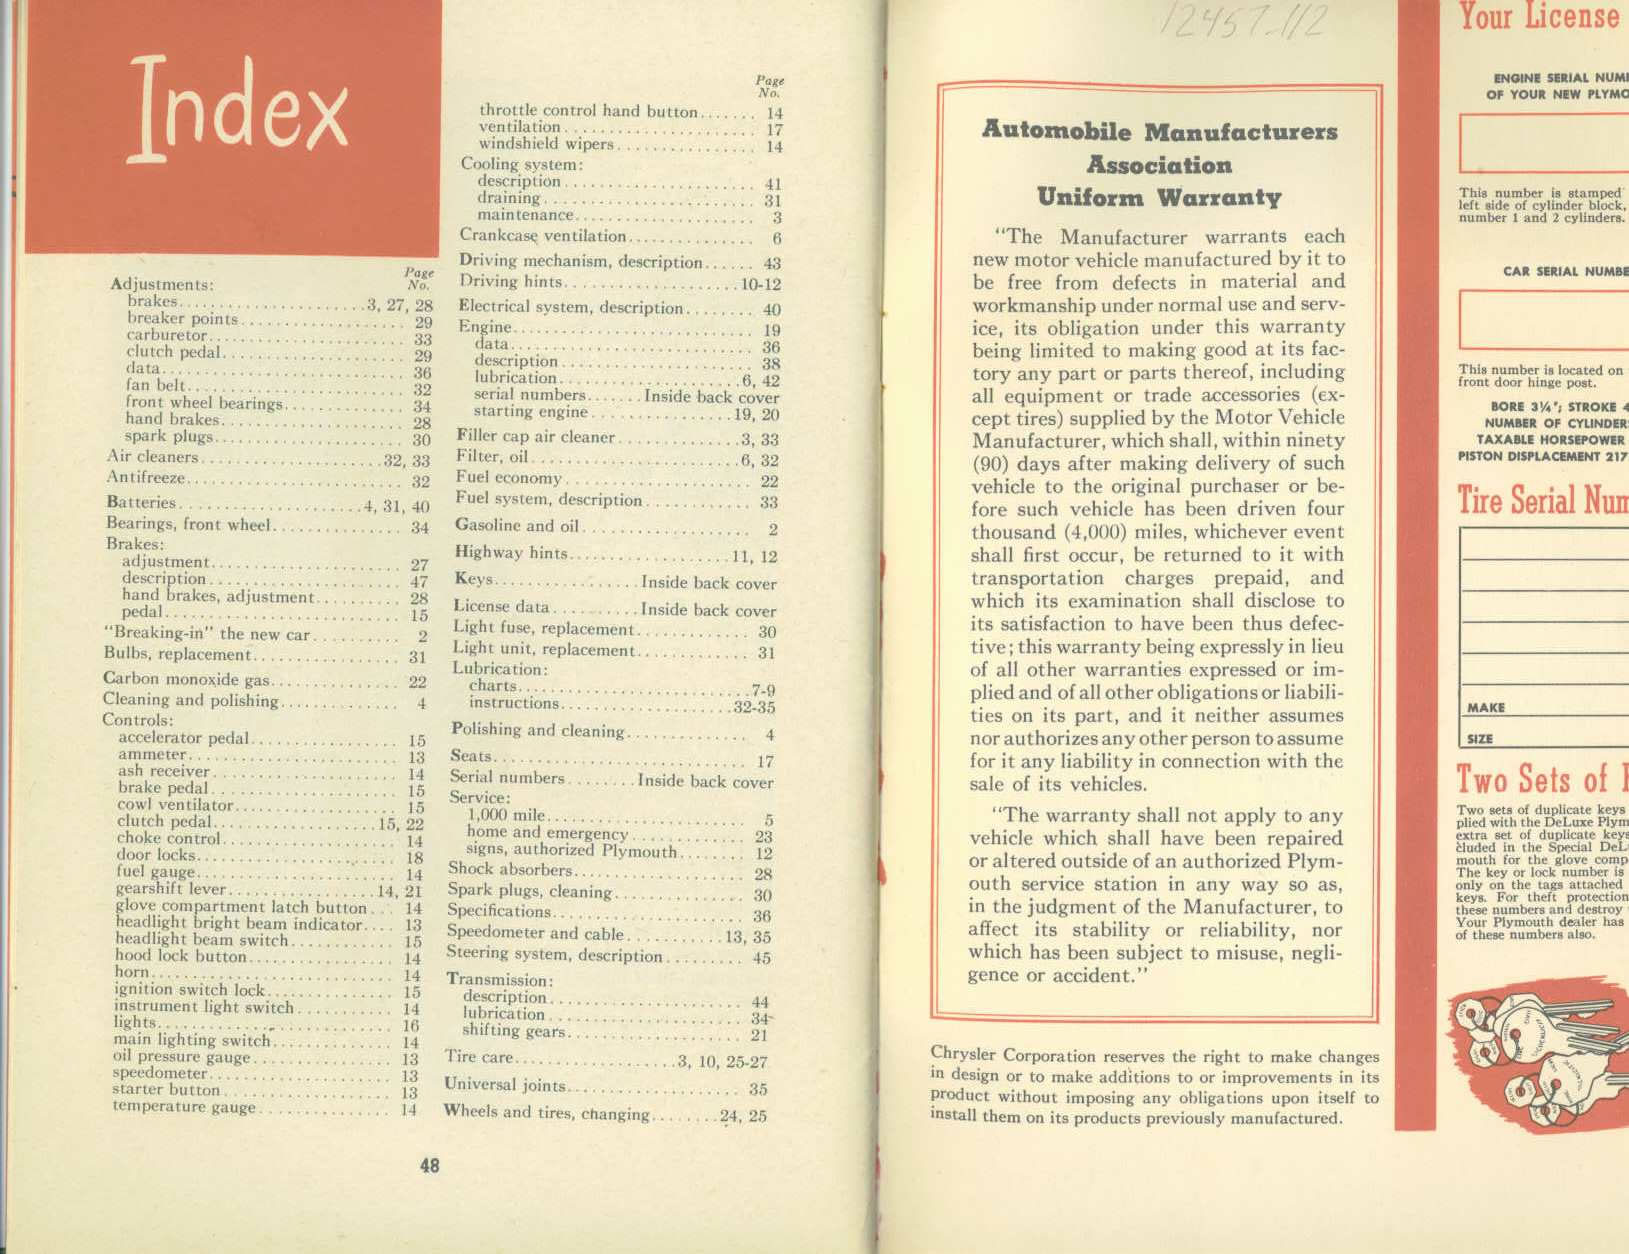 Index
Page
No.
Adjustments:
brakes....................3, 27, 28
breaker points.................. 29
carburetor...................... 33
clutch pedal.................... 29
data............................ 36
fan belt........................ 32
front wheel bearings............. 34
hand brakes..................... 28
spark plugs..................... 30
Air cleaners....................32, 33
Antifreeze........................ 32
Batteries.....................4, 31, 40
Bearings, front wheel.............. 34
Brakes:
adjustment...................... 27
description...................... 47
hand brakes, adjustment.......... 28
pedal........................... 15
"Breaking-in" the new car.......... 2
Bulbs, replacement................ 31
Carbon monoxide gas.............. 22
Cleaning and polishing............. 4
Controls:
accelerator pedal................. 15
ammeter........................ 13
ash receiver..................... 14
brake pedal..................... 15
cowl ventilator................... 15
clutch pedal...................15, 22
choke control.................... 14
door locks....................... 18
fuel gauge....................... 14
gearshift lever.................14, 21
glove compartment latch button... 14
headlight bright beam indicator.... 13
headlight beam switch............ 15
hood lock button................. 14
horn............................ 14
ignition switch lock............... 15
instrument light switch........... 14
lights........................... 16
main lighting switch.............. 14
oil pressure gauge................ 13
speedometer..................... 13
starter button................... 13
temperature gauge............... 14
Page
No.
throttle control hand button....... 14
ventilation...................... 17
windshield wipers................ 14
Cooling system:
description...................... 41
draining........................ 31
maintenance..................... 3
Crankcase ventilation.............. 6
Driving mechanism, description...... 43
Driving hints....................10-12
Electrical system, description........ 40
Engine........................... 19
data............................ 36
description...................... 38
lubrication.....................6, 42
serial numbers.......Inside back cover
starting engine................19, 20
Filler cap air cleaner..............3, 33
Filter, oil........................6, 32
Fuel economy..................... 22
Fuel system, description............ 33
Gasoline and oil................... 2
Highway hints...................11, 12
Keys.................Inside back cover
License data..........Inside back cover
Light fuse, replacement............. 30
Light unit, replacement............. 31
Lubrication:
charts...........................7-9
instructions....................32-35
Polishing and cleaning.............. 4
Seats............................. 17
Serial numbers........Inside back cover
Service:
1,000 mile....................... 5
home and emergency............. 23
signs, authorized Plymouth........ 12
Shock absorbers................... 28
Spark plugs, cleaning............... 30
Specifications...................... 36
Speedometer and cable...........13, 35
Steering system, description......... 45
Transmission:
description...................... 44
lubrication...................... 34
shifting gears.................... 21
Tire care...................3, 10, 25-27
Universal joints.................... 35
Wheels and tires, changing........24, 25
48
12457-112
Automobile Manufacturers
Association
Uniform Warranty
"The Manufacturer warrants each
new motor vehicle manufactured by it to
be free from defects in material and
workmanship under normal use and serv-
ice, its obligation under this warranty
being limited to making good at its fac-
tory any part or parts thereof, including
all equipment or trade accessories (ex-
cept tires) supplied by the Motor Vehicle
Manufacturer, which shall, within ninety
(90) days after making delivery of such
vehicle to the original purchaser or be-
fore such vehicle has been driven four
thousand (4,000) miles, whichever event
shall first occur, be returned to it with
transportation charges prepaid, and
which its examination shall disclose to
its satisfaction to have been thus defec-
tive; this warranty being expressly in lieu
of all other warranties expressed or im-
plied and of all other obligations or liabili-
ties on its part, and it neither assumes
nor authorizes any other person to assume
for it any liability in connection with the
sale of its vehicles.
"The warranty shall not apply to any
vehicle which shall have been repaired
or altered outside of an authorized Plym-
outh service station in any way so as,
in the judgment of the Manufacturer, to
affect its stability or reliability, nor
which has been subject to misuse, negli-
gence or accident."
Chrysler Corporation reserves the right to make changes
in design or to make additions to or improvements in its
product without imposing any obligations upon itself to
install them on its products previously manufactured.
Your License
ENGINE SERIAL NUM
OF YOUR NEW PLYMO
This number is stamped
left side of cylinder block,
number 1 and 2 cylinders.
CAR SERIAL NUMBE
This number is located on
front door hinge post.
BORE 3¼"; STROKE 4
NUMBER OF CYLINDER
TAXABLE HORSEPOWER
PISTON DISPLACEMENT 217
Tire Serial Num
MAKE
SIZE
Two Sets of
Two sets of duplicate keys
plied with the DeLuxe Plym
extra set of duplicate keys
cluded in the Special DeL
mouth for the glove comp
The key or lock number is
only on the tags attached
keys. For theft protection
these numbers and destroy
Your Plymouth dealer has
of these numbers also.